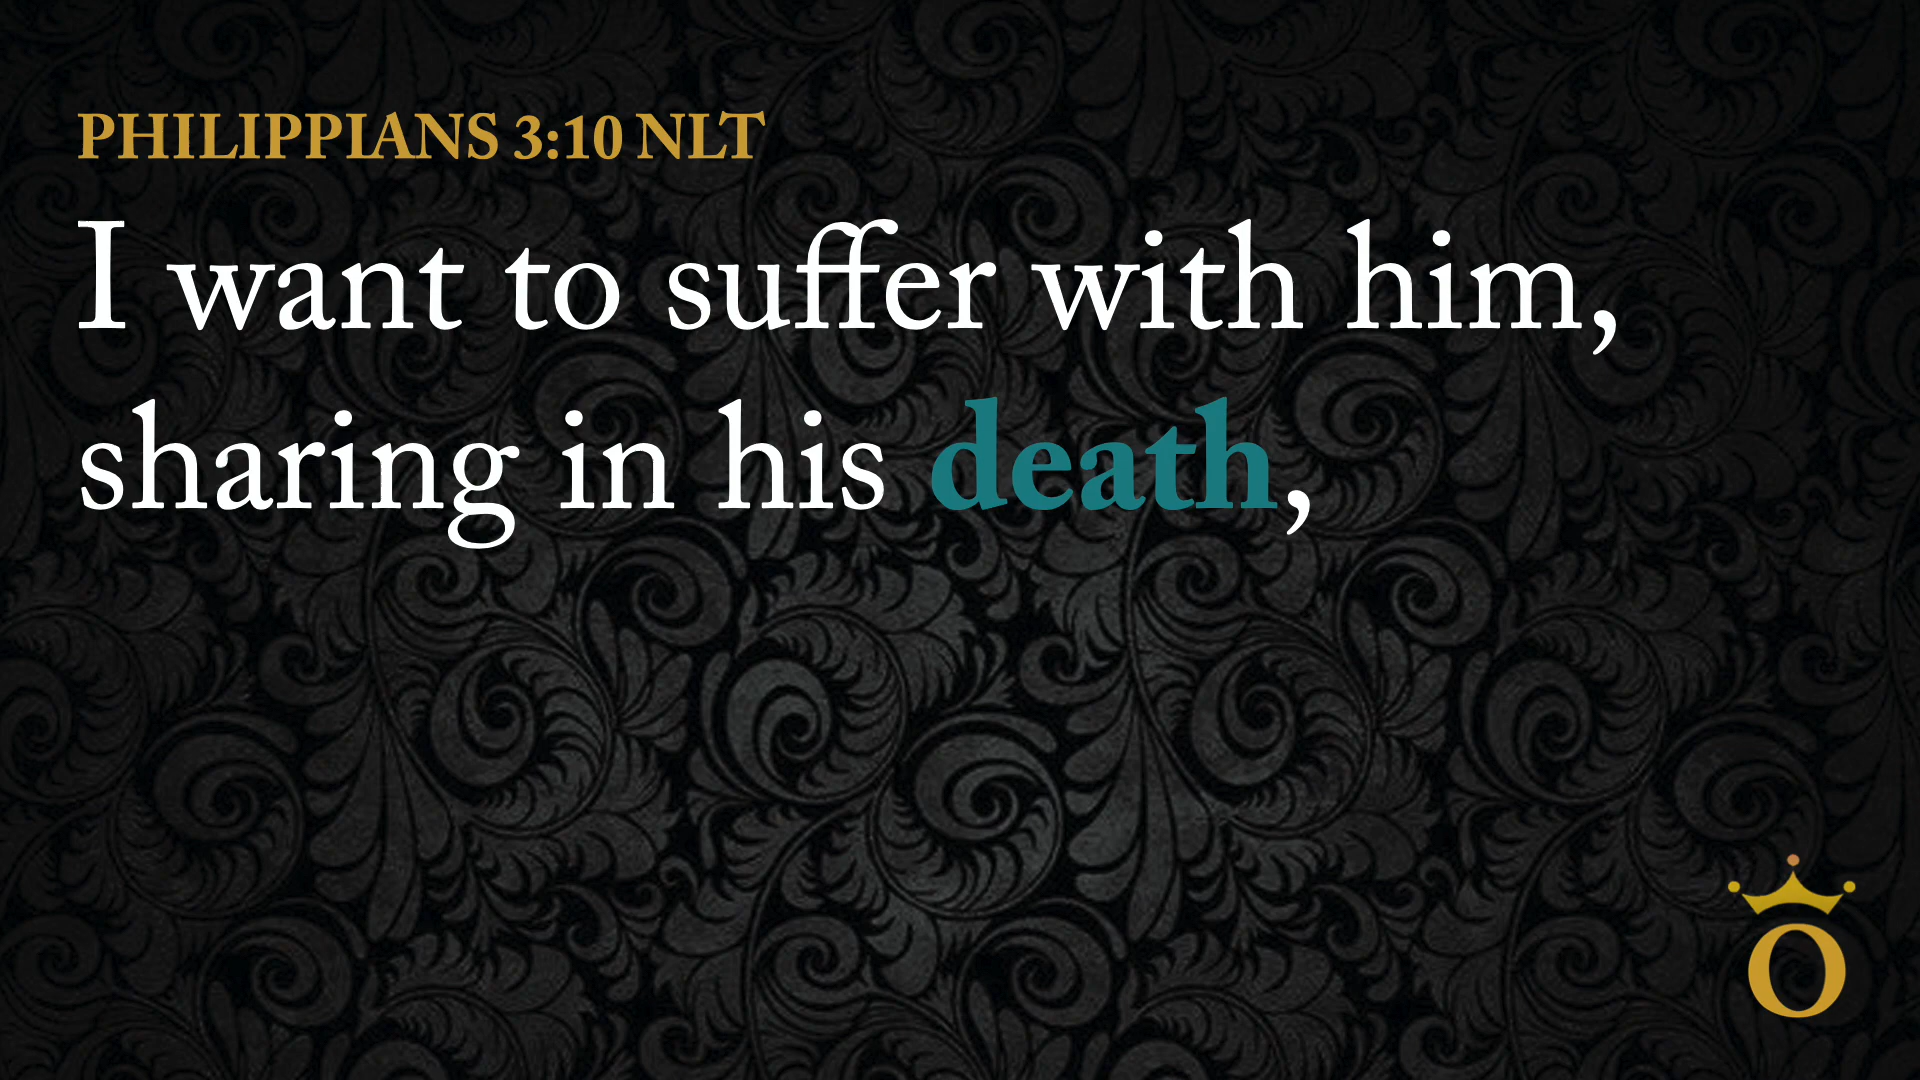 PHILIPPIANS 3:10 NLT
I want to suffer with him,
sharing in his death,
O